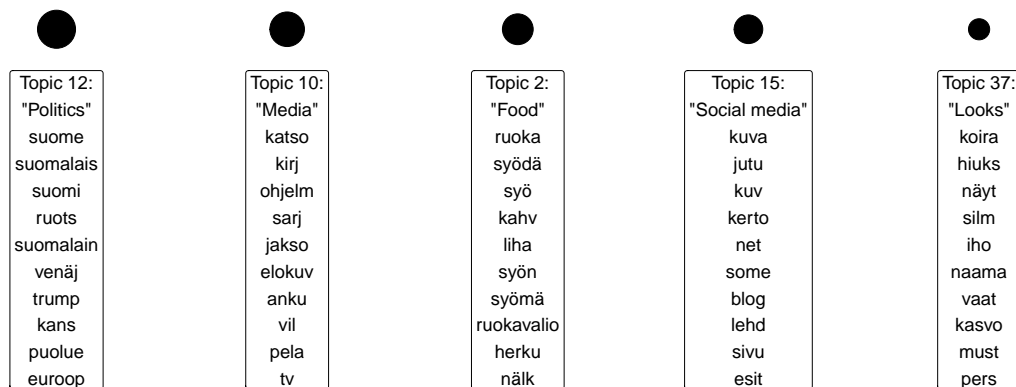 Topic 12:
"Politics"
suome
suomalais
suomi
ruots
suomalain
venäj
trump
kans
puolue
euroop
Topic 10:
"Media"
katso
kirj
ohjelm
sarj
jakso
elokuv
anku
vil
pela
tv
Topic 2:
"Food"
ruoka
syödä
syö
kahv
liha
syön
syömä
ruokavalio
herku
nälk
Topic 15:
"Social media"
kuva
jutu
kuv
kerto
net
some
blog
lehd
sivu
esit
Topic 37:
"Looks"
koira
hiuks
näyt
silm
iho
naama
vaat
kasvo
must
pers